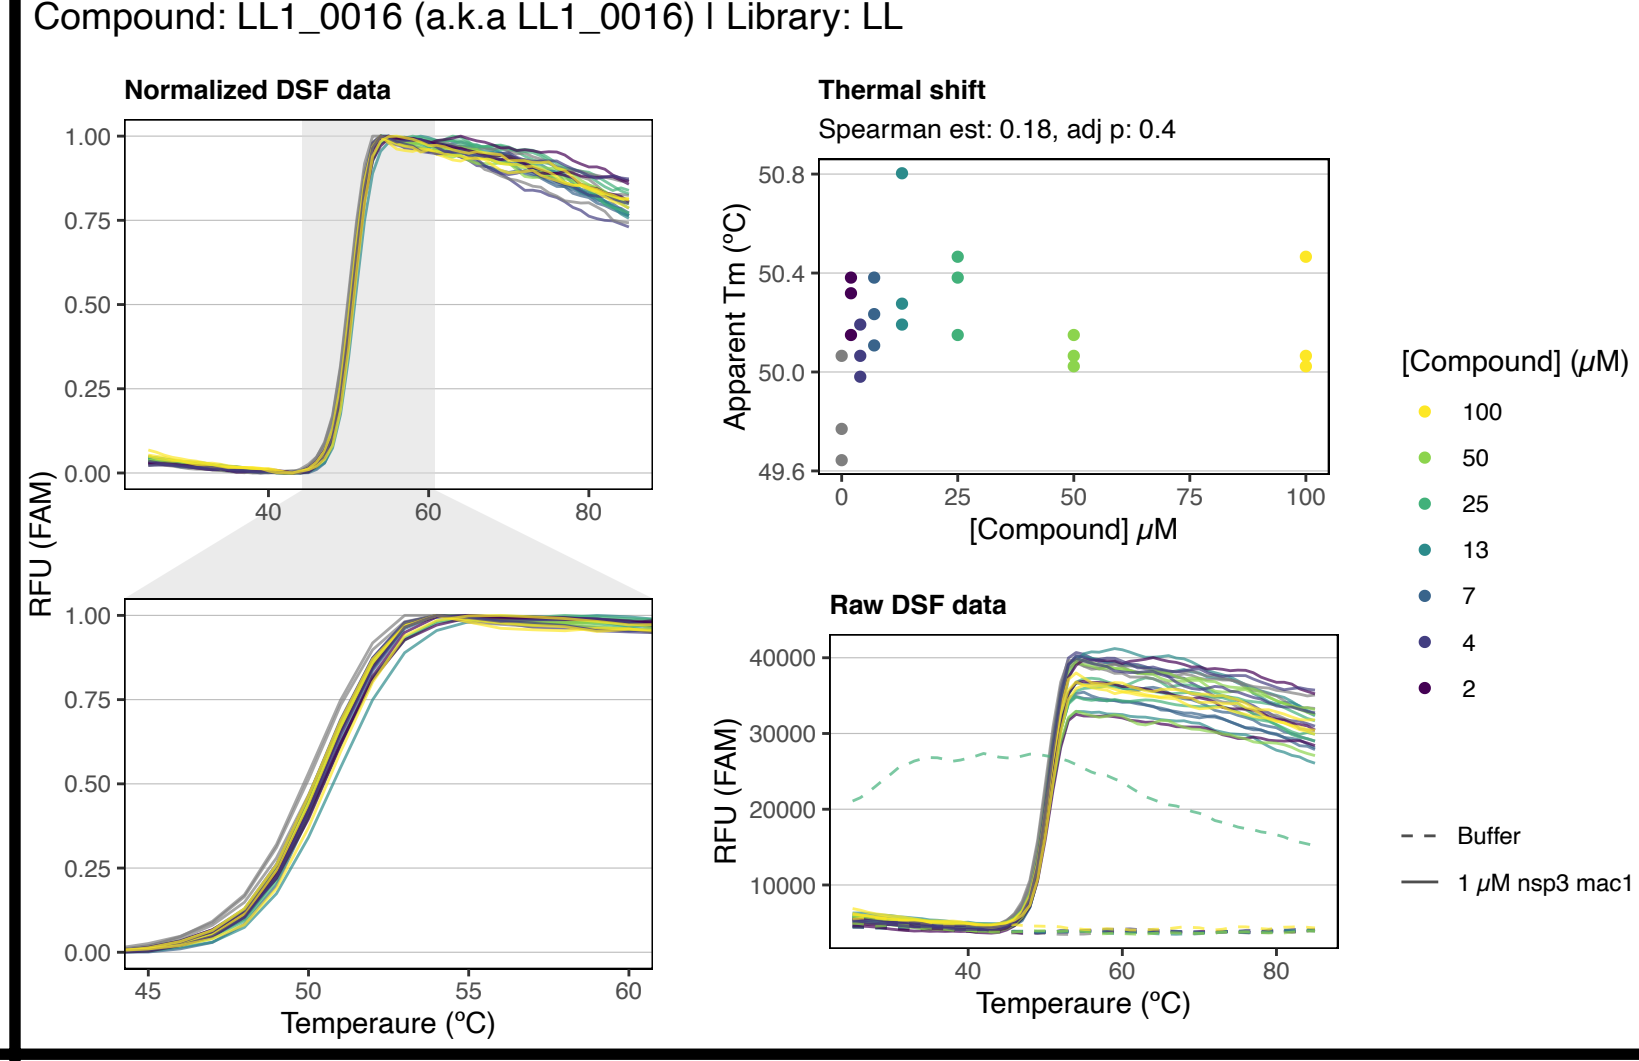 Compound: LL1_0016 (a.k.a LL1_0016) | Library: LL
Normalized DSF data
1.00
0.75
0.50
0.25
0.00
40
60
80
RFU (FAM)
1.00
0.75
0.50
0.25
0.00
45
50
55
60
Temperaure (ºC)
Thermal shift
Spearman est: 0.18, adj p: 0.4
Apparent Tm (ºC)
50.8
50.4
50.0
49.6
0
25
50
75
100
[Compound] µM
Raw DSF data
RFU (FAM)
40000
30000
20000
10000
40
60
80
Temperaure (ºC)
[Compound] (µM)
100
50
25
13
7
4
2
Buffer
1 µM nsp3 mac1